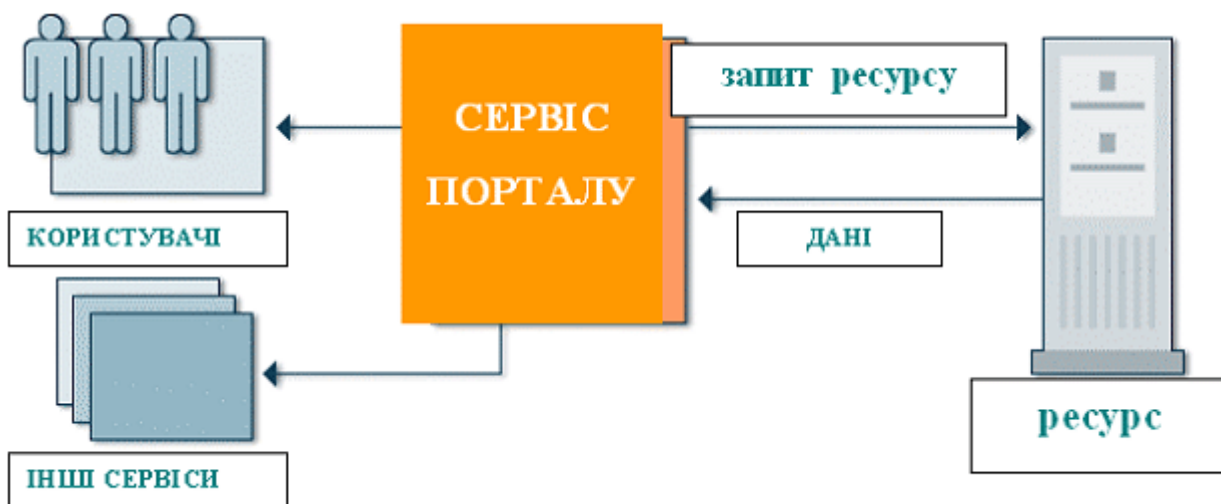 СЕРВІС
ПОРТАЛУ
запит ресурсу
ДАНІ
КОРИСТУВАЧІ
ІНШІ СЕРВІСИ
ресурс